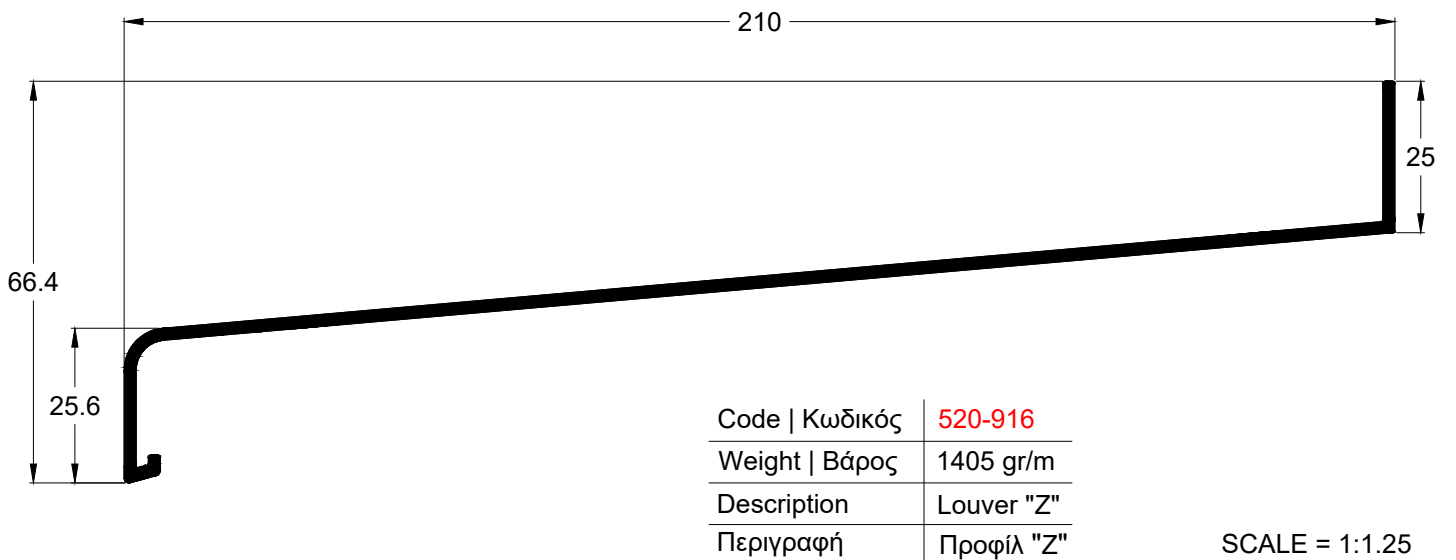 210
66.4
25
25.6
Code | Κωδικός 520-916
Weight | Βάρος 1405 gr/m
Description Louver "Z"
Περιγραφή Προφίλ "Z"
SCALE = 1:1.25